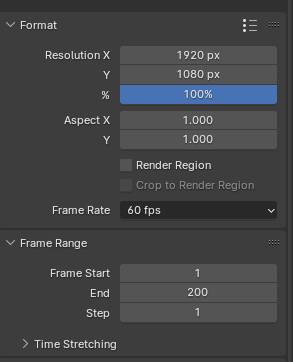 Format
Resolution X 1920 px
Y 1080 px
% 100%
Aspect X 1.000
Y 1.000
Render Region
Crop to Render Region
Frame Rate 60 fps
Frame Range
Frame Start 1
End 200
Step 1
Time Stretching